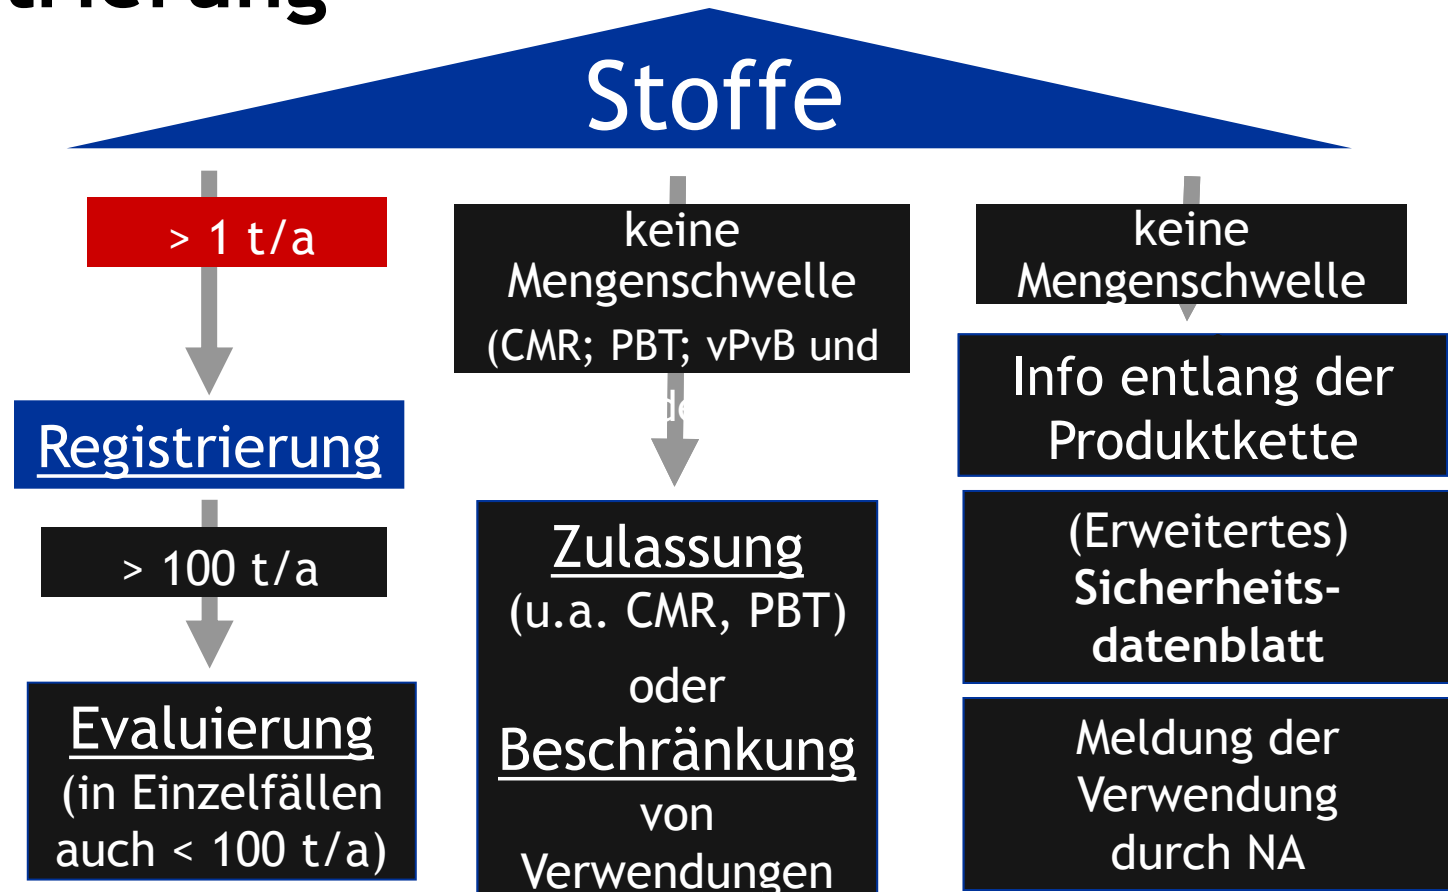 Stoffe
> 1 t/a
Registrierung
> 100 t/a
Evaluierung
(in Einzelfällen
auch < 100 t/a)
keine
Mengenschwelle
(CMR; PBT; vPvB und
Zulassung
(u.a. CMR, PBT)
oder
Beschränkung
von
Verwendungen
keine
Mengenschwelle
Info entlang der
Produktkette
(Erweitertes)
Sicherheits-
datenblatt
Meldung der
Verwendung
durch NA